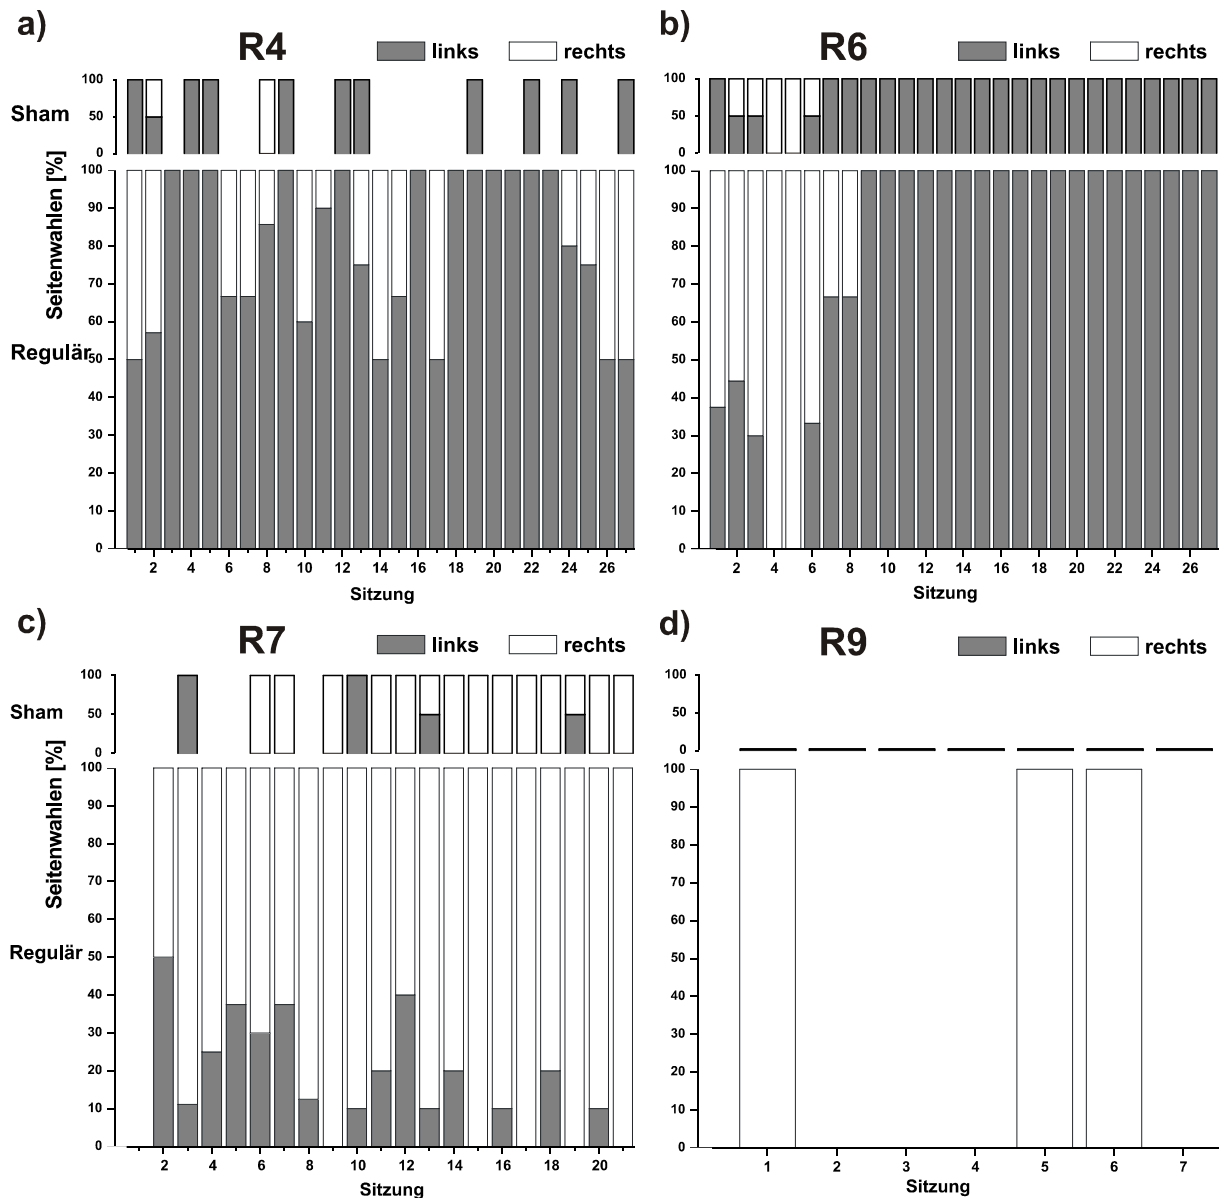 a)
R4
links
rechts
Sham
100
50
0
Seitenwahlen [%]
Regulär
100
90
80
70
60
50
40
30
20
10
0
2 4 6 8 10 12 14 16 18 20 22 24 26
Sitzung
b)
R6
links
rechts
100
50
0
100
90
80
70
60
50
40
30
20
10
0
2 4 6 8 10 12 14 16 18 20 22 24 26
Sitzung
c)
R7
links
rechts
Sham
100
50
0
Seitenwahlen [%]
Regulär
100
90
80
70
60
50
40
30
20
10
0
2 4 6 8 10 12 14 16 18 20
Sitzung
d)
R9
links
rechts
100
50
0
100
90
80
70
60
50
40
30
20
10
0
1 2 3 4 5 6 7
Sitzung